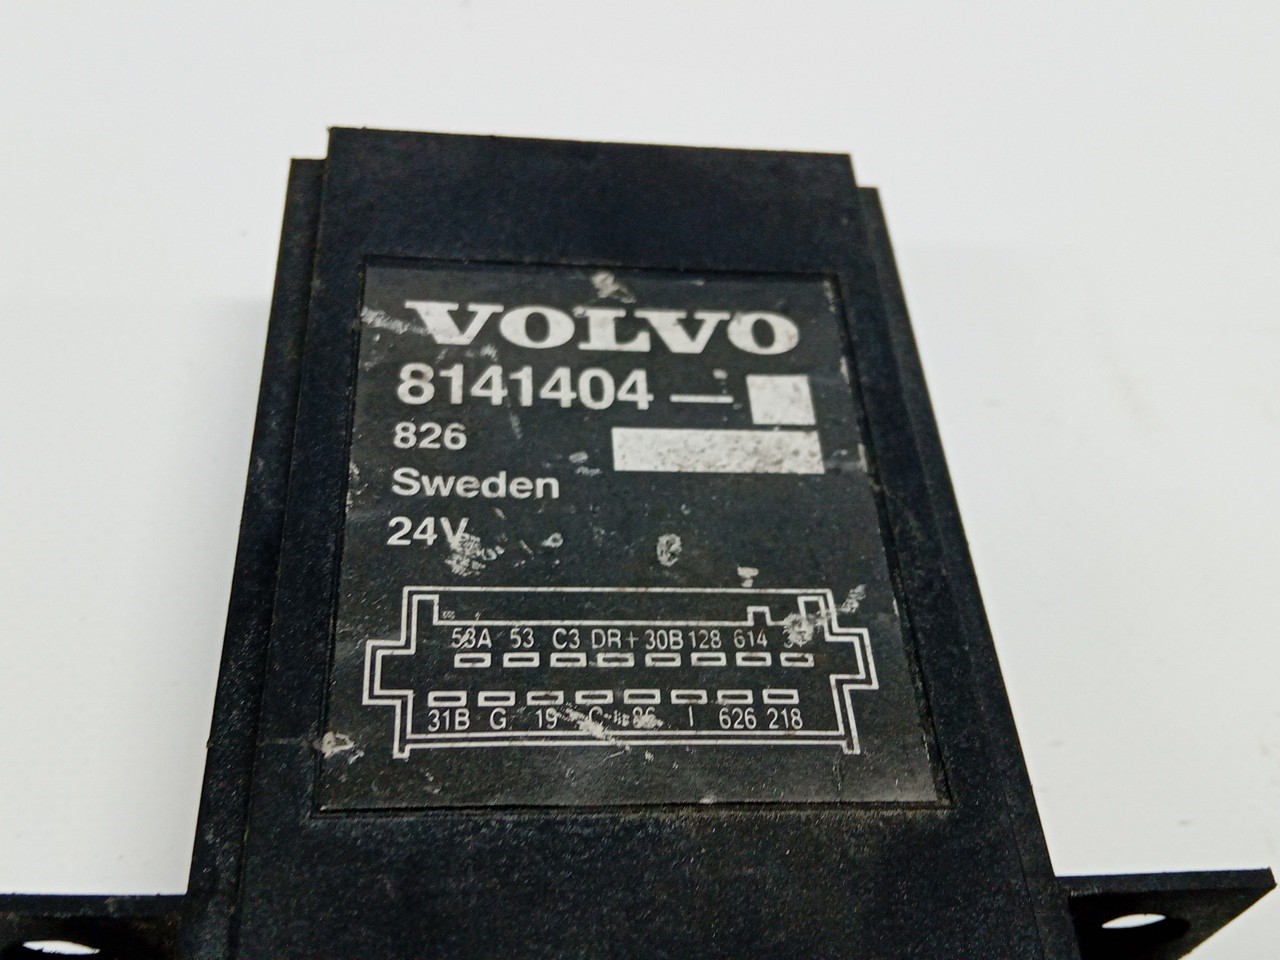 VOLVO
8141404 —
826
Sweden
24V
53A 53 C3 DR+ 30B 128 614
31B G 19 C 86 I 626 218